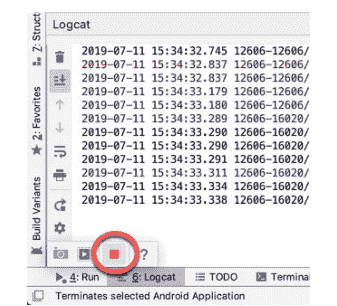 Logcat
Z: Struct
2: Favorites
Build Variants
2019-07-11 15:34:32.745 12606-12606/
2019-07-11 15:34:32.837 12606-12606/
2019-07-11 15:34:32.837 12606-12606/
2019-07-11 15:34:33.179 12606-12606/
2019-07-11 15:34:33.180 12606-12606/
2019-07-11 15:34:33.289 12606-16020/
2019-07-11 15:34:33.290 12606-16020/
2019-07-11 15:34:33.290 12606-16020/
2019-07-11 15:34:33.291 12606-16020/
2019-07-11 15:34:33.311 12606-16020/
2019-07-11 15:34:33.334 12606-16020/
2019-07-11 15:34:33.338 12606-16020/
?
4: Run 6: Logcat TODO Terminal
Terminates selected Android Application